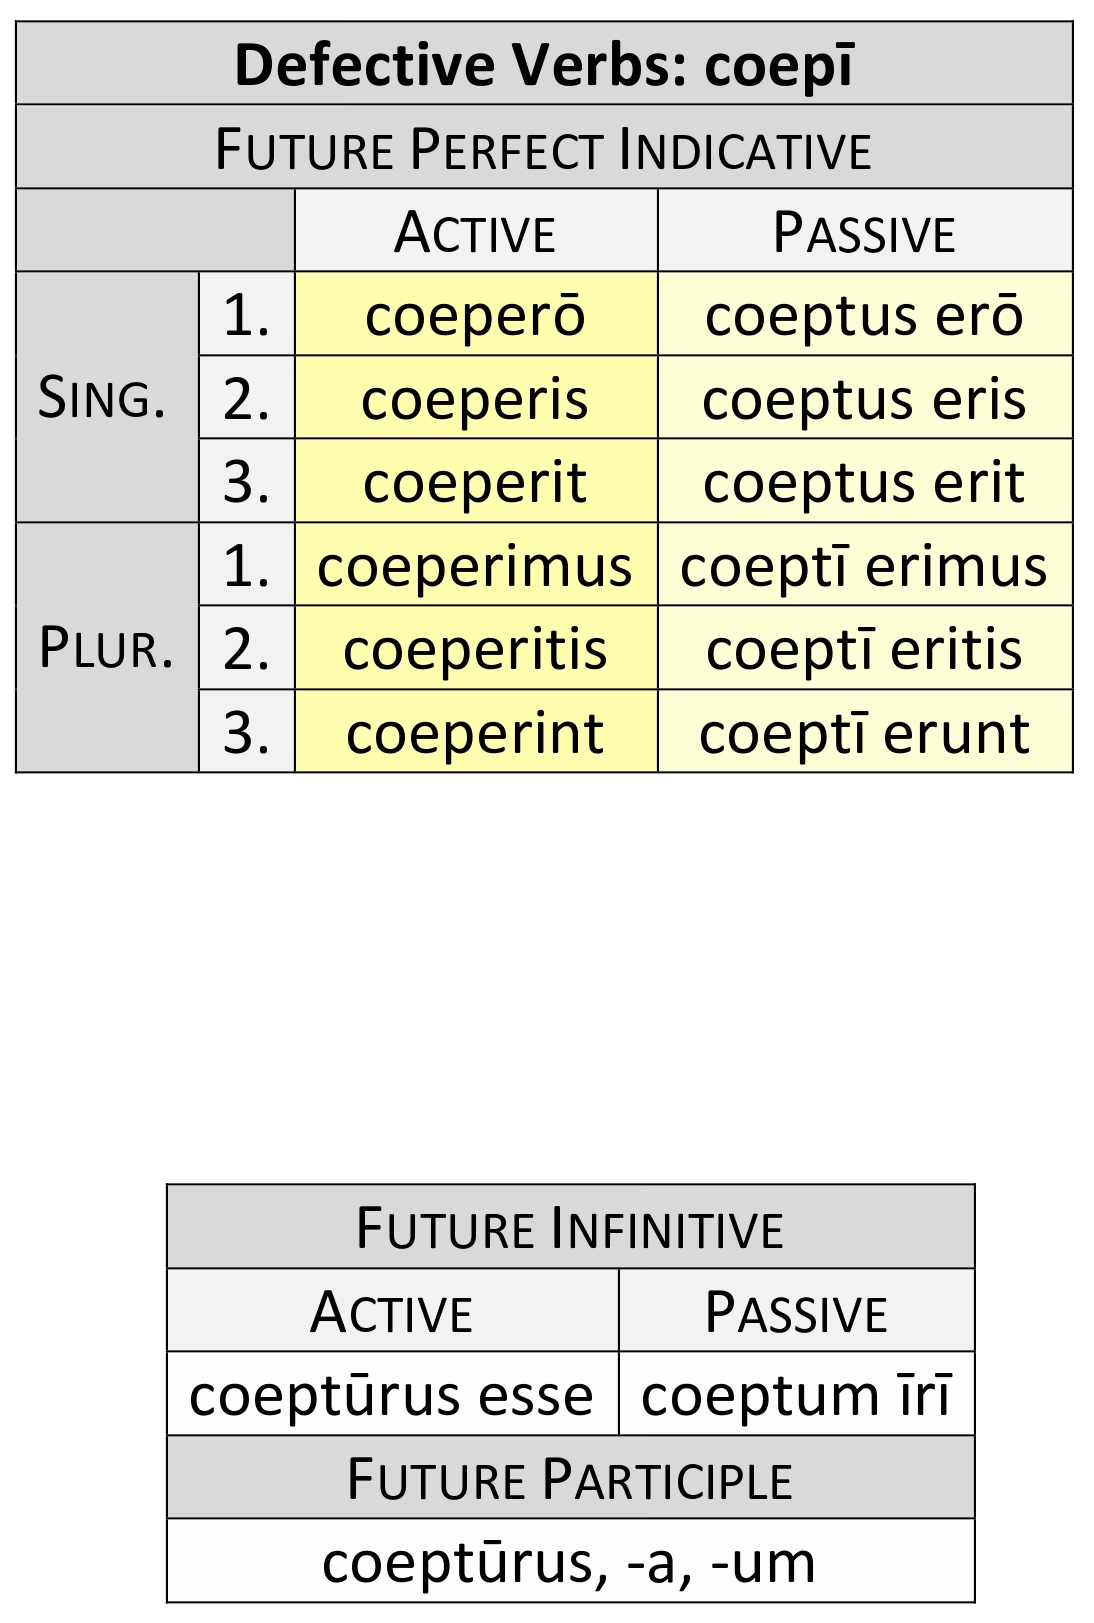 Defective Verbs: coepī
FUTURE PERFECT INDICATIVE
ACTIVE PASSIVE
SING. 1. coeperō coeptus erō
2. coeperis coeptus eris
3. coeperit coeptus erit
PLUR. 1. coeperimus coeptī erimus
2. coeperitis coeptī eritis
3. coeperint coeptī erunt
FUTURE INFINITIVE
ACTIVE PASSIVE
coeptūrus esse coeptum īrī
FUTURE PARTICIPLE
coeptūrus, -a, -um